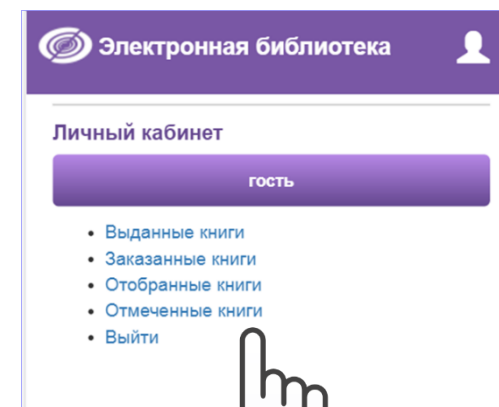 Электронная библиотека
Личный кабинет
гость
Выданные книги
Заказанные книги
Отобранные книги
Отмеченные книги
Выйти